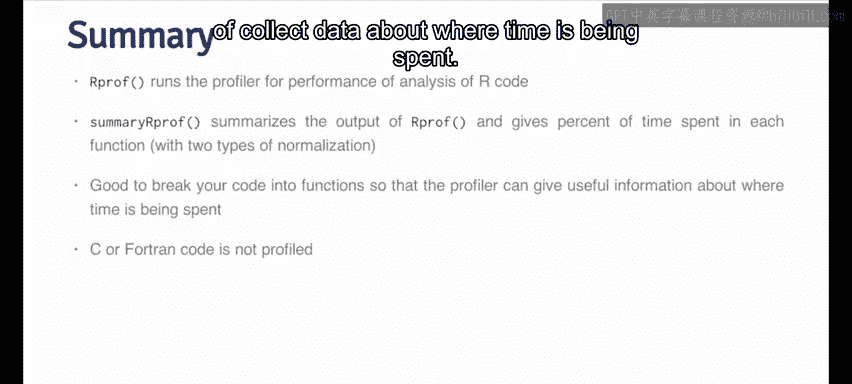 Summary
of collect data about where time is being
spent.
· Rprof() runs the profiler for performance of analysis of R code
· summaryRprof() summarizes the output of Rprof() and gives percent of time spent in each
function (with two types of normalization)
· Good to break your code into functions so that the profiler can give useful information about where
time is being spent
· C or Fortran code is not profiled